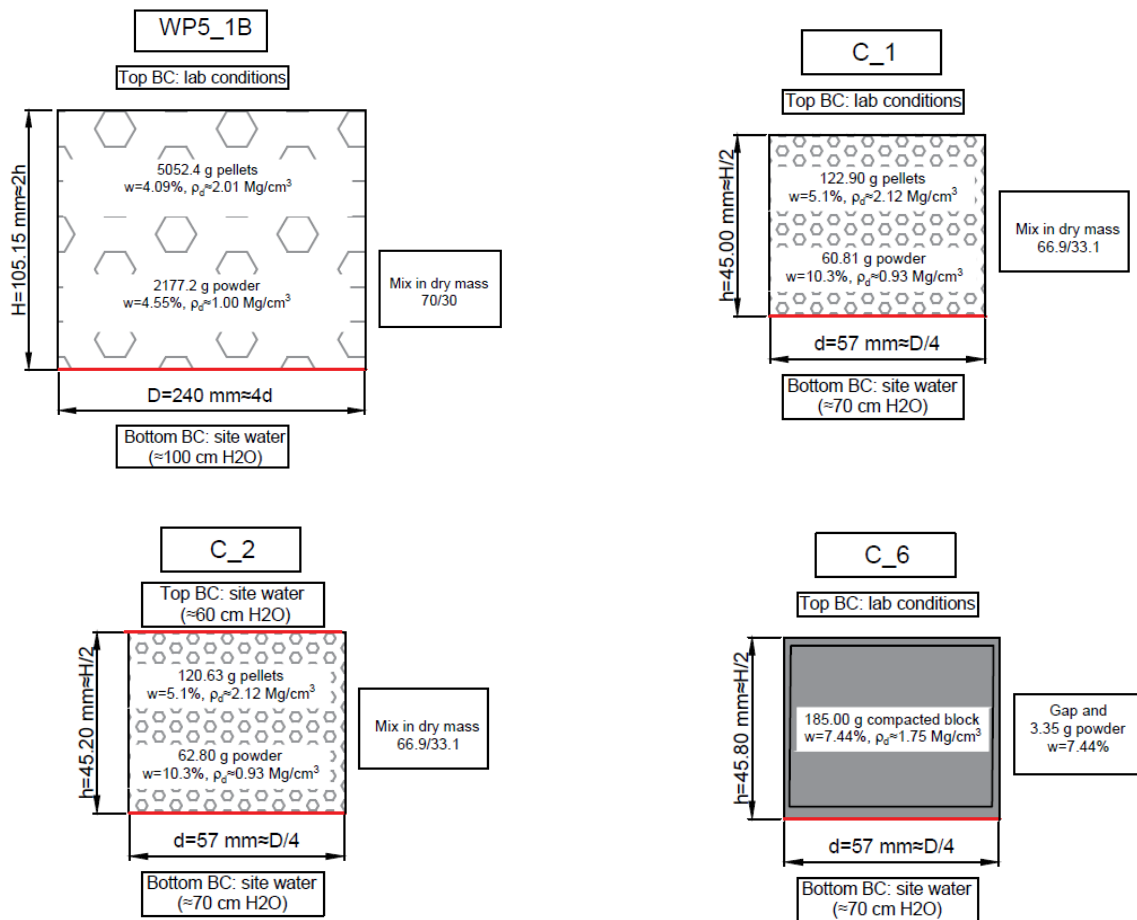 WP5_1B
Top BC: lab conditions
H=105.15 mm≈2h
5052.4 g pellets
w=4.09%, ρd≈2.01 Mg/cm³
2177.2 g powder
w=4.55%, ρd≈1.00 Mg/cm³
Mix in dry mass
70/30
D=240 mm≈4d
Bottom BC: site water
(≈100 cm H2O)
C_1
Top BC: lab conditions
h=45.00 mm≈H/2
122.90 g pellets
w=5.1%, ρd≈2.12 Mg/cm³
60.81 g powder
w=10.3%, ρd≈0.93 Mg/cm³
Mix in dry mass
66.9/33.1
d=57 mm≈D/4
Bottom BC: site water
(≈70 cm H2O)
C_2
Top BC: site water
(≈60 cm H2O)
h=45.20 mm≈H/2
120.63 g pellets
w=5.1%, ρd≈2.12 Mg/cm³
62.80 g powder
w=10.3%, ρd≈0.93 Mg/cm³
Mix in dry mass
66.9/33.1
d=57 mm≈D/4
Bottom BC: site water
(≈70 cm H2O)
C_6
Top BC: lab conditions
h=45.80 mm≈H/2
185.00 g compacted block
w=7.44%, ρd≈1.75 Mg/cm³
Gap and
3.35 g powder
w=7.44%
d=57 mm≈D/4
Bottom BC: site water
(≈70 cm H2O)